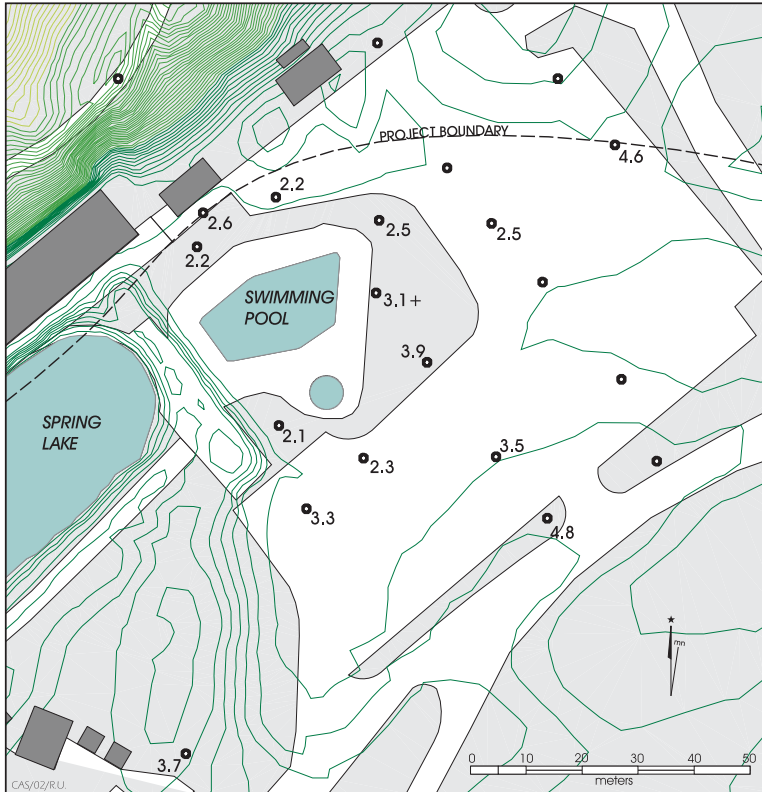 PROJECT BOUNDARY
4.6
2.2
2.6
2.5
2.5
2.2
SWIMMING
POOL
3.1+
3.9
SPRING
LAKE
2.1
2.3
3.5
3.3
4.8
mn
3.7
0 10 20 30 40 50
meters
CAS/02/R.U.